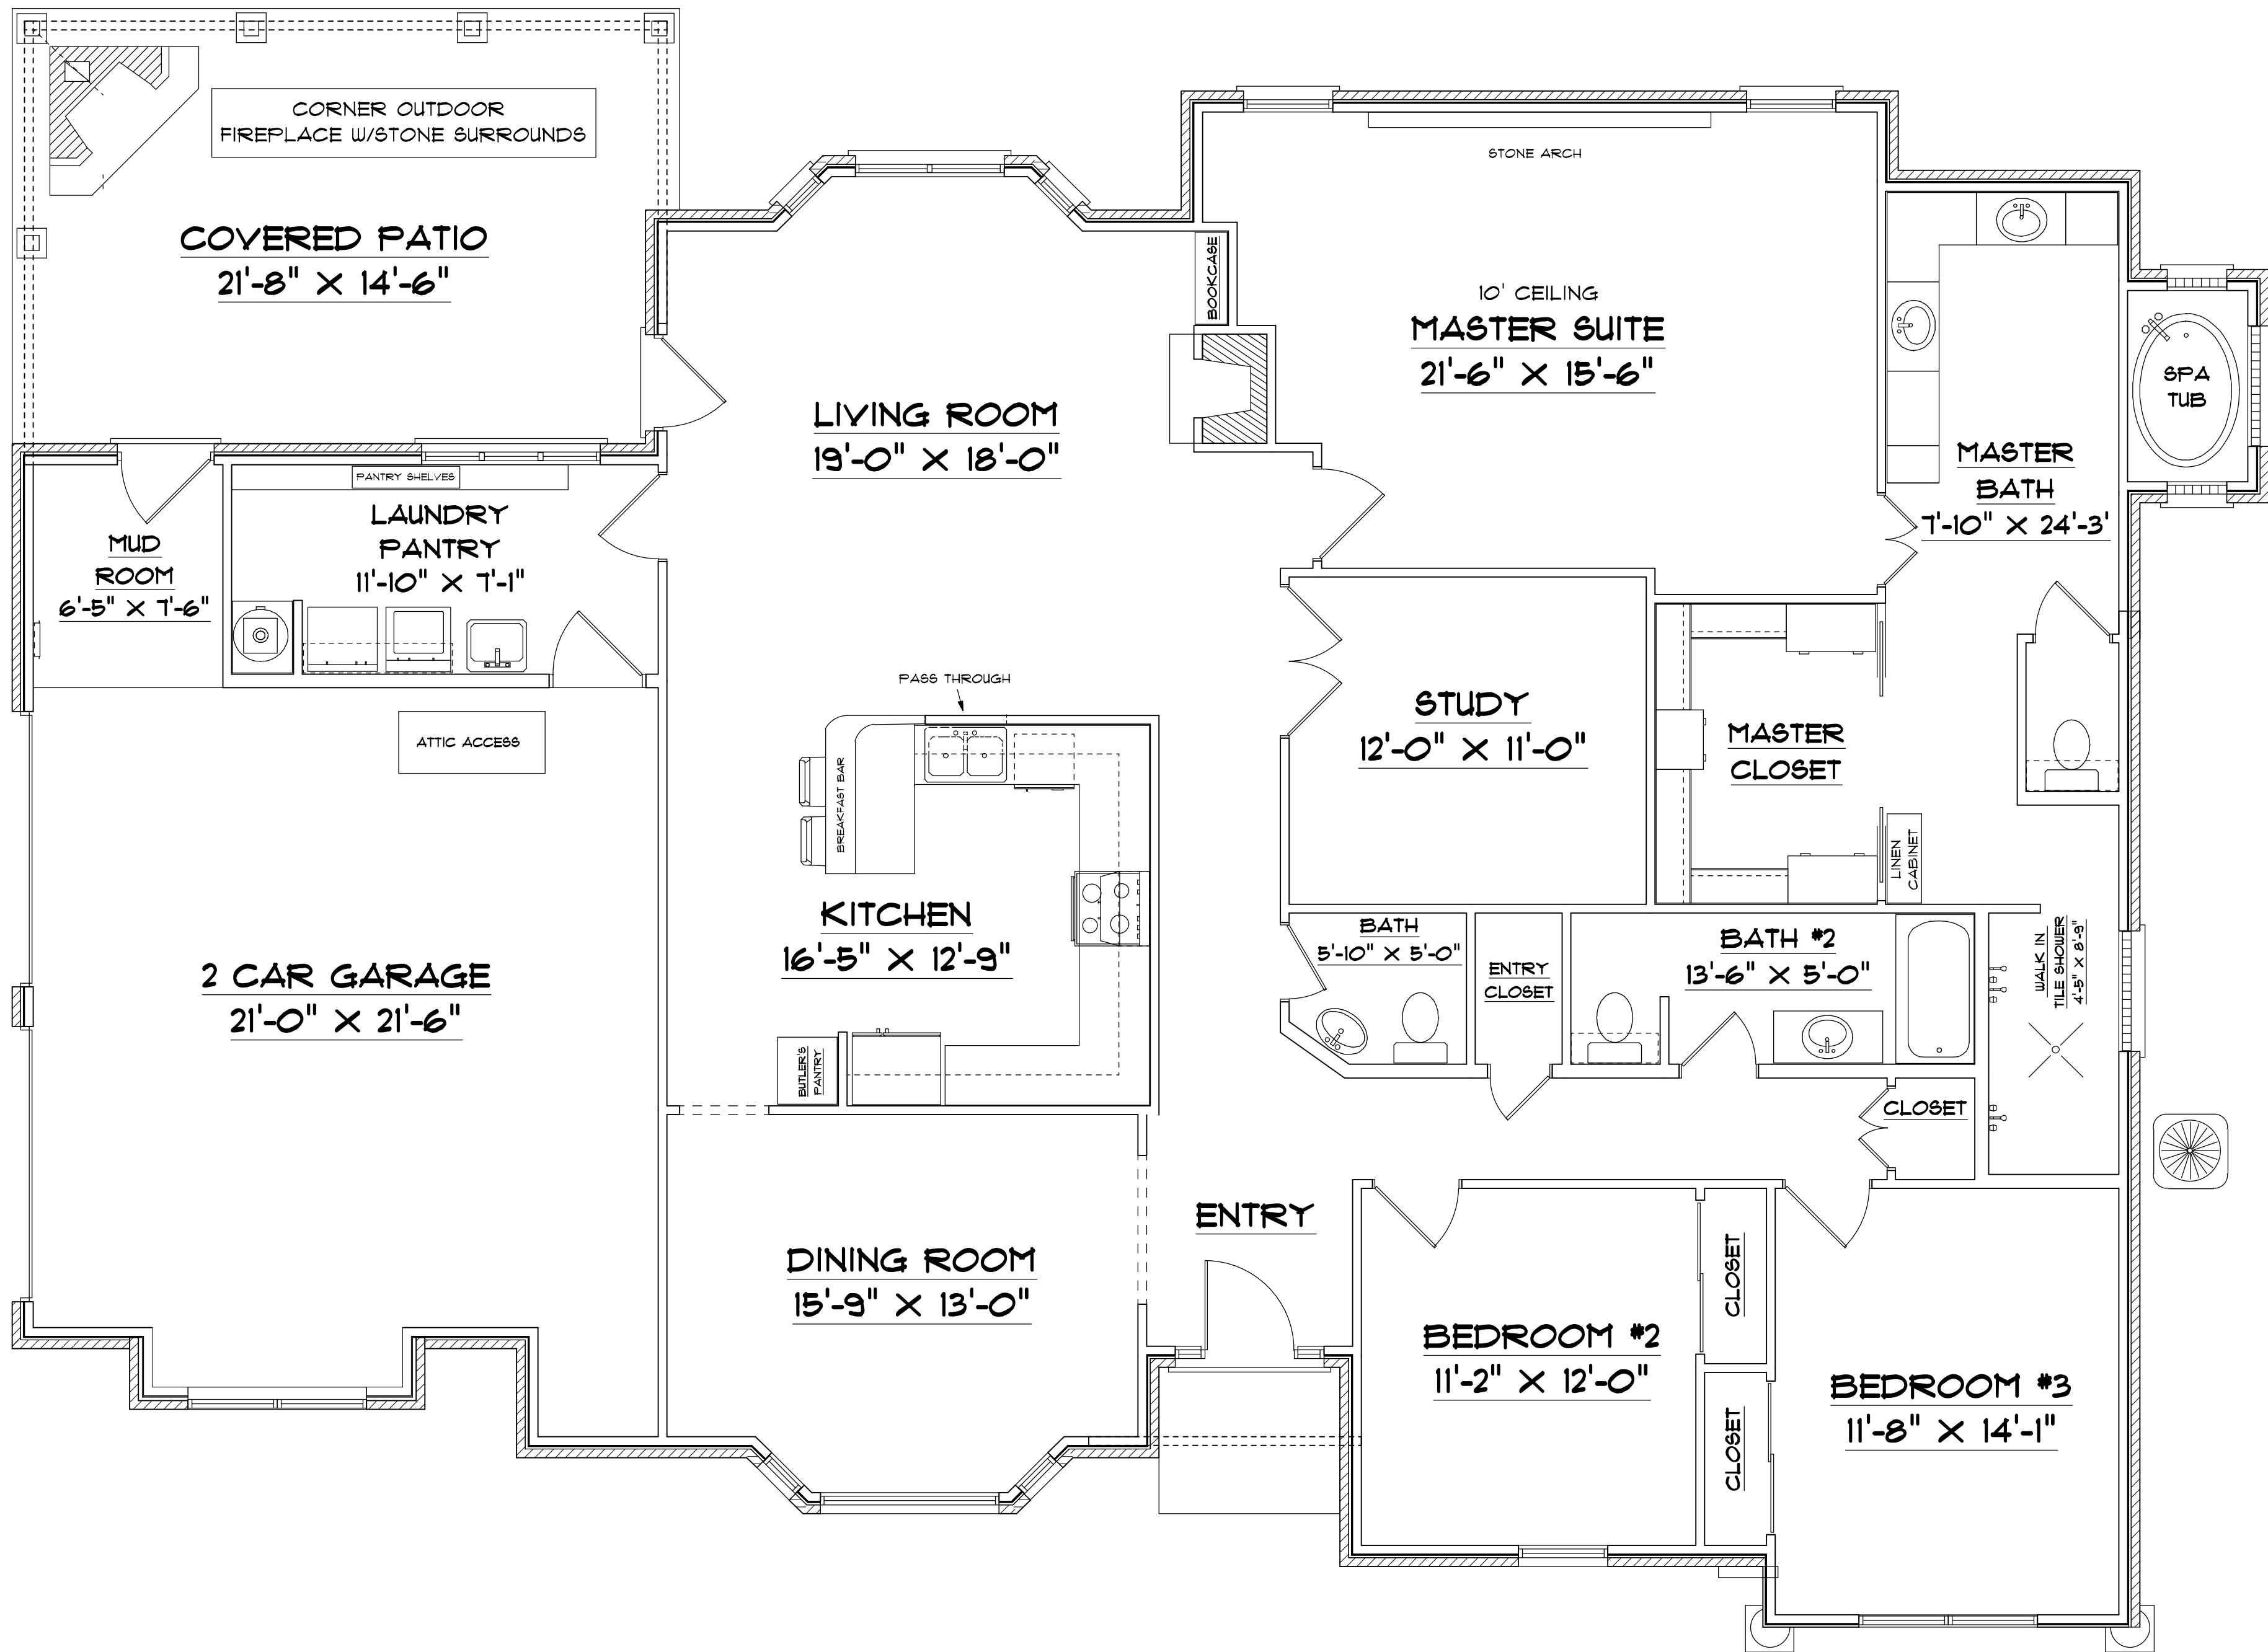 CORNER OUTDOOR
FIREPLACE W/STONE SURROUNDS
COVERED PATIO
21'-8" X 14'-6"
STONE ARCH
10' CEILING
MASTER SUITE
21'-6" X 15'-6"
BOOKCASE
SPA
TUB
LIVING ROOM
19'-0" X 18'-0"
MASTER
BATH
7'-10" X 24'-3'
PANTRY SHELVES
LAUNDRY
PANTRY
11'-10" X 7'-1"
MUD
ROOM
6'-5" X 7'-6"
PASS THROUGH
ATTIC ACCESS
BREAKFAST BAR
STUDY
12'-0" X 11'-0"
MASTER
CLOSET
LINEN
CABINET
KITCHEN
16'-5" X 12'-9"
2 CAR GARAGE
21'-0" X 21'-6"
BATH
5'-10" X 5'-0"
ENTRY
CLOSET
BATH #2
13'-6" X 5'-0"
WALK IN
TILE SHOWER
4'-5" X 8'-9"
BUTLER'S
PANTRY
CLOSET
ENTRY
DINING ROOM
15'-9" X 13'-0"
CLOSET
BEDROOM #2
11'-2" X 12'-0"
CLOSET
BEDROOM #3
11'-8" X 14'-1"